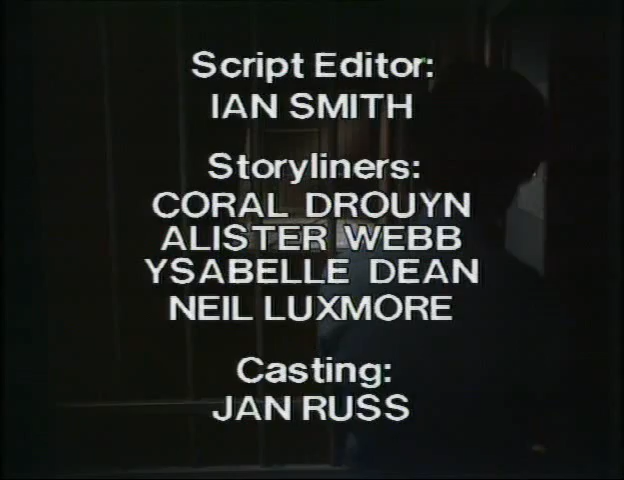 Script Editor:
IAN SMITH
Storyliners:
CORAL DROUYN
ALISTER WEBB
YSABELLE DEAN
NEIL LUXMORE
Casting:
JAN RUSS